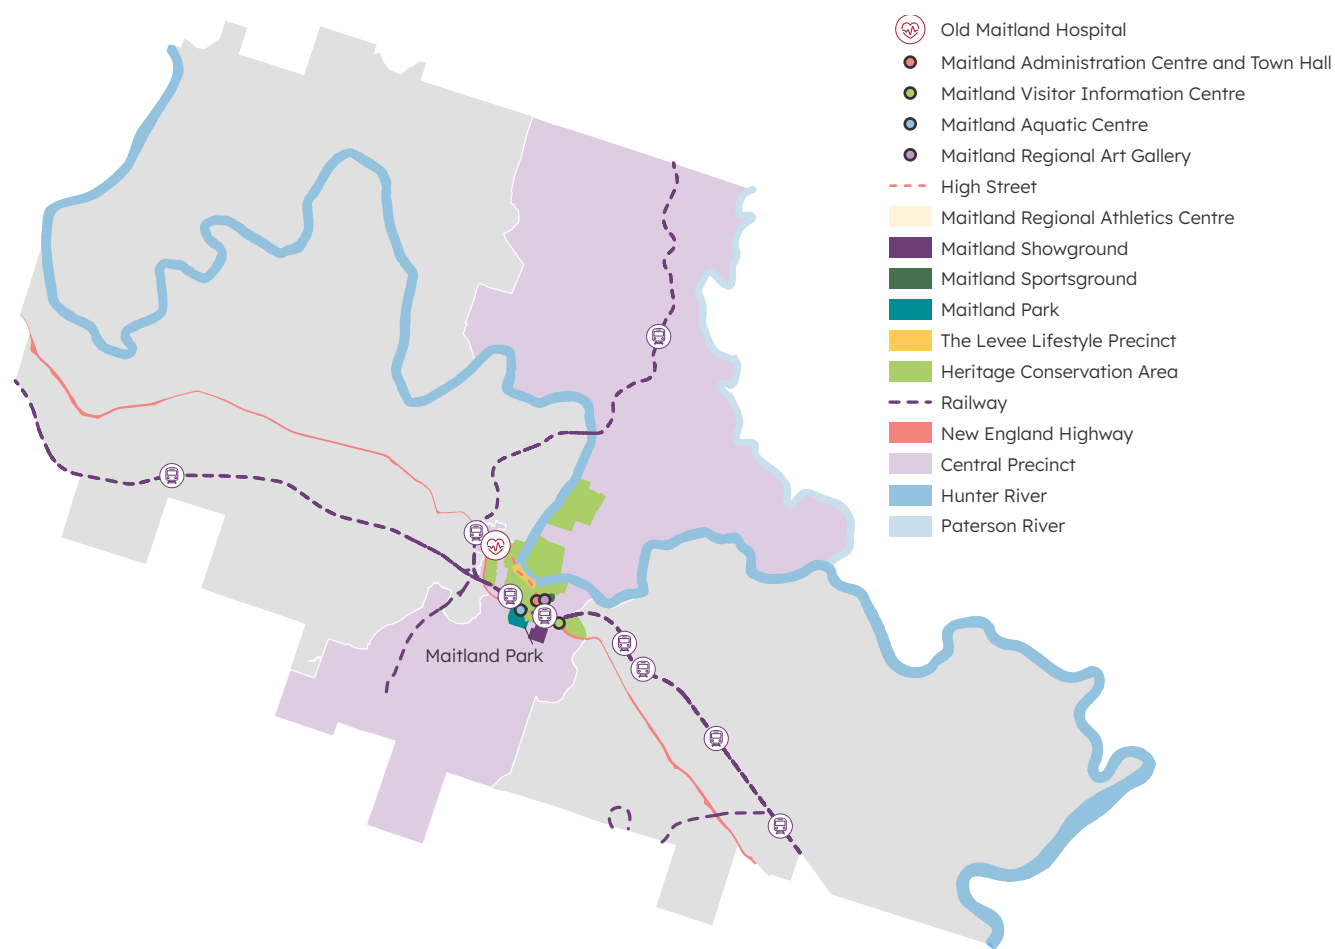 Old Maitland Hospital
Maitland Administration Centre and Town Hall
Maitland Visitor Information Centre
Maitland Aquatic Centre
Maitland Regional Art Gallery
High Street
Maitland Regional Athletics Centre
Maitland Showground
Maitland Sportsground
Maitland Park
The Levee Lifestyle Precinct
Heritage Conservation Area
Railway
New England Highway
Central Precinct
Hunter River
Paterson River
Maitland Park